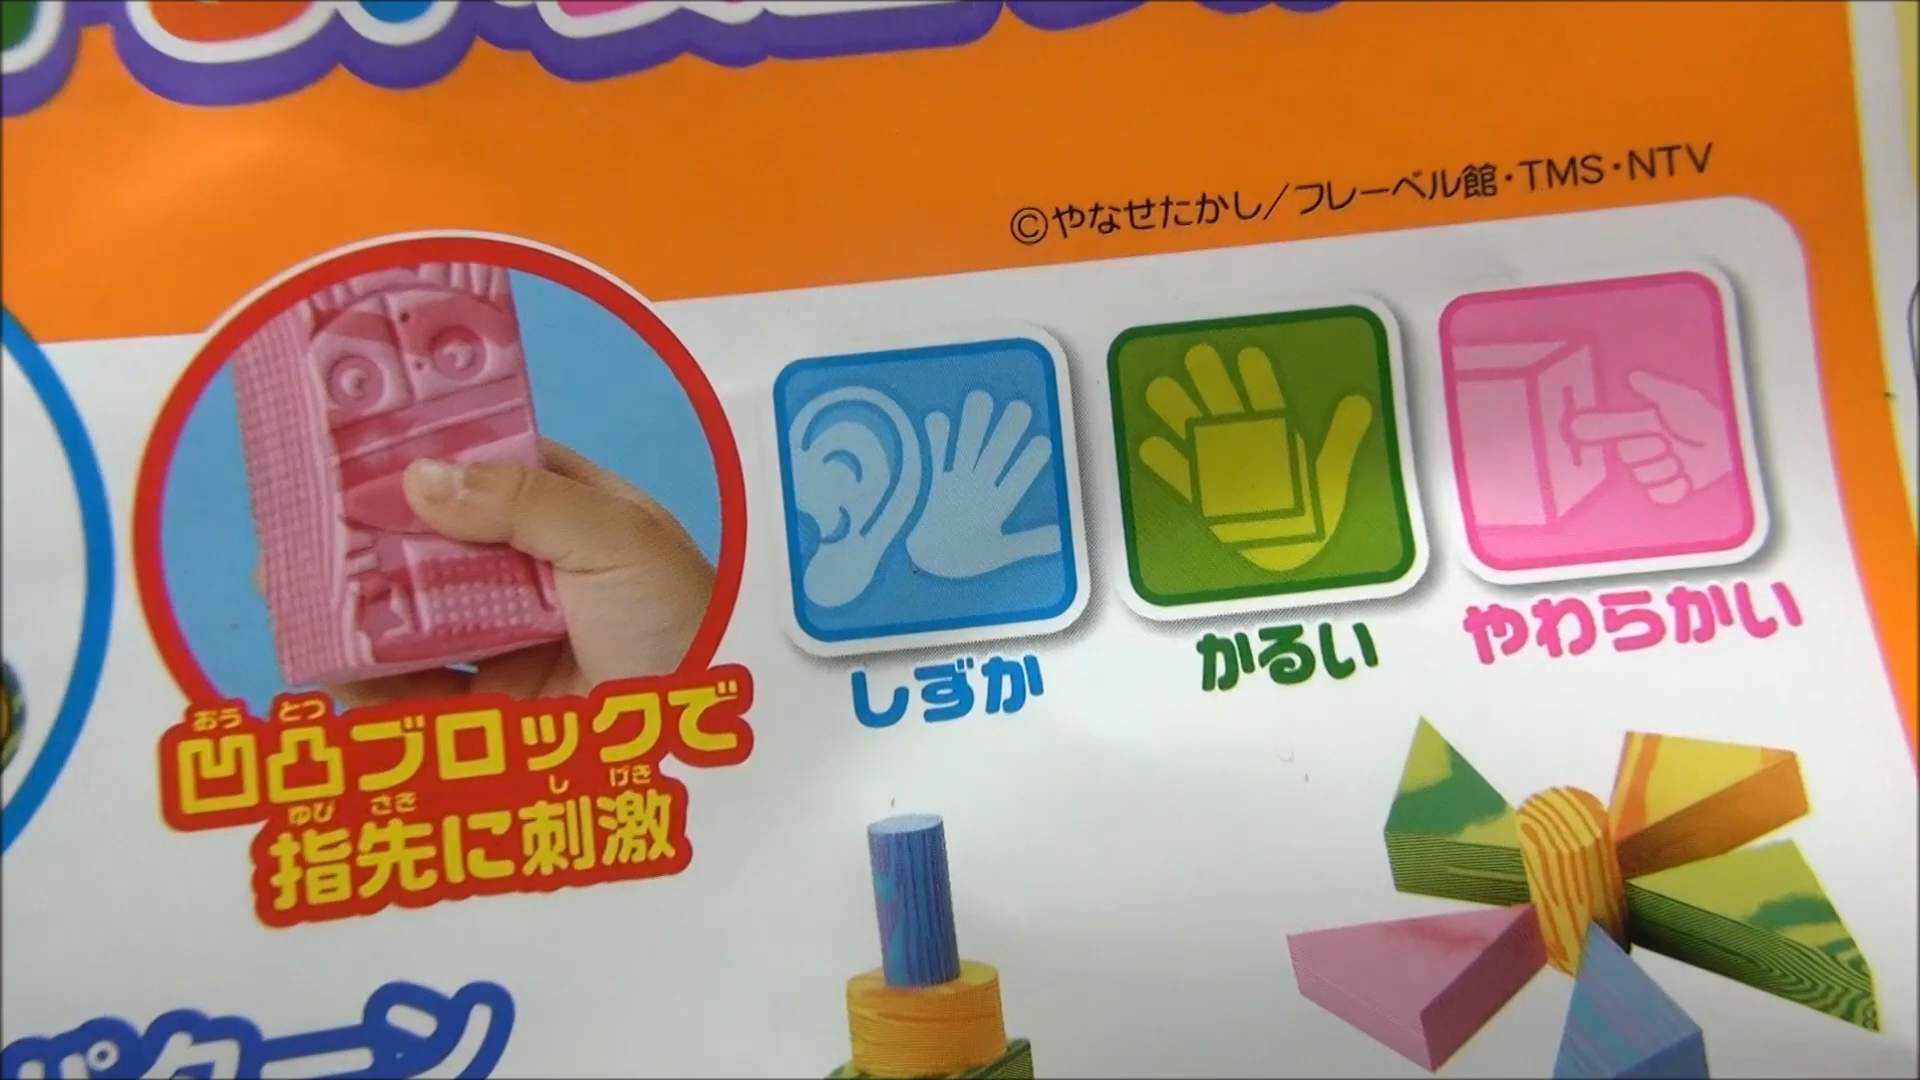 ©やなせたかし/フレーベル館・TMS・NTV
しずか
かるい
やわらかい
おう とつ
凹凸ブロックで
ゆび さき し げき
指先に刺激
パターン